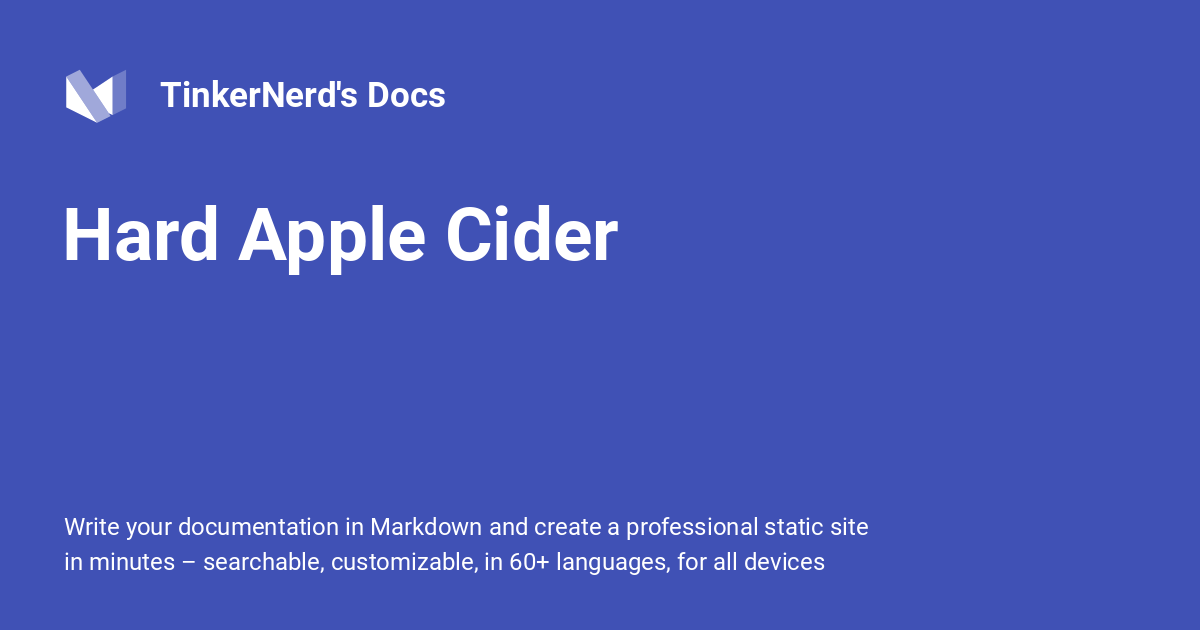 TinkerNerd's Docs
Hard Apple Cider
Write your documentation in Markdown and create a professional static site
in minutes – searchable, customizable, in 60+ languages, for all devices